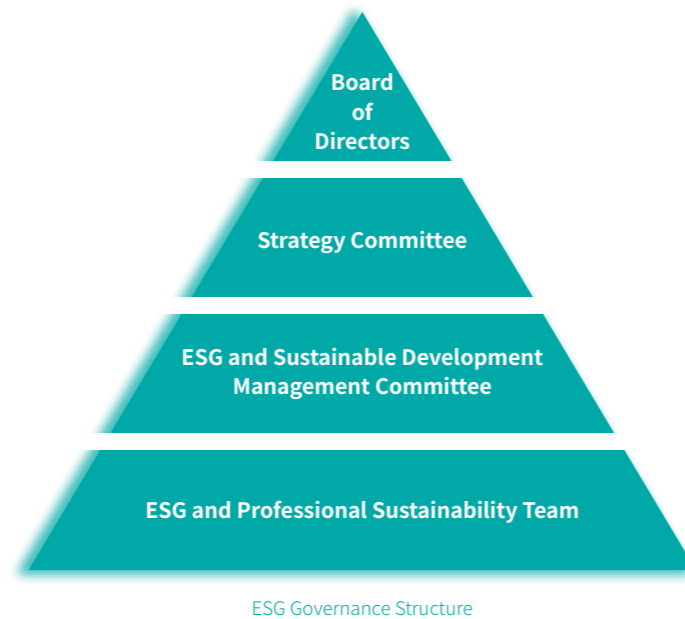 Board
of
Directors
Strategy Committee
ESG and Sustainable Development
Management Committee
ESG and Professional Sustainability Team
ESG Governance Structure